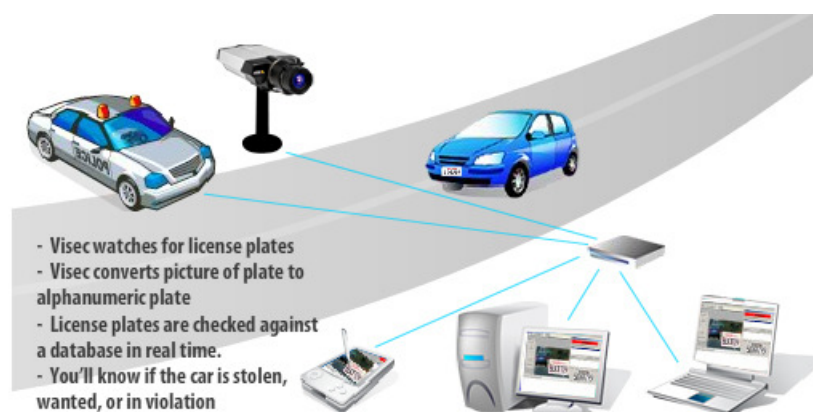 POLICE
- Visec watches for license plates
- Visec converts picture of plate to
alphanumeric plate
- License plates are checked against
a database in real time.
- You'll know if the car is stolen,
wanted, or in violation